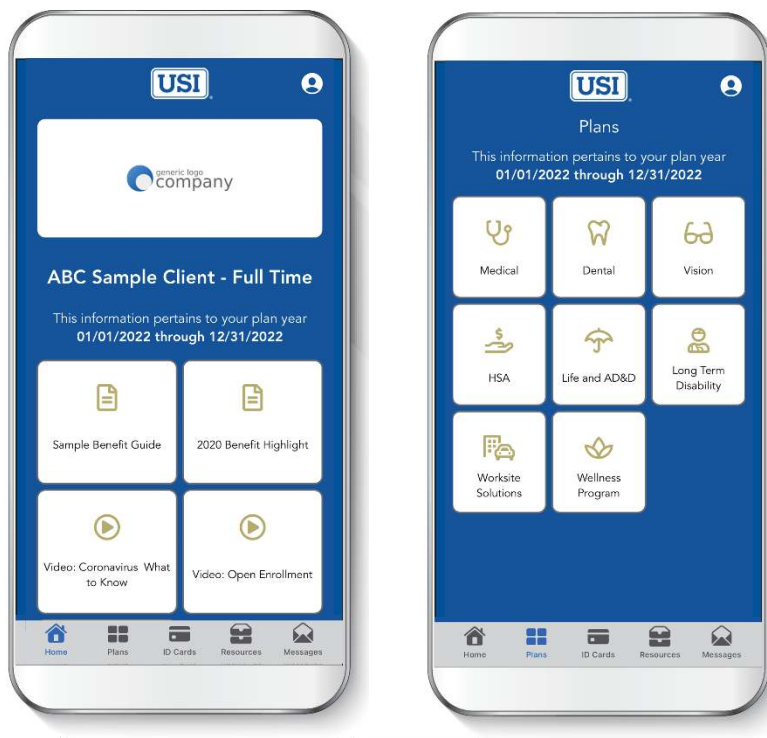 USI
generic logo
company
ABC Sample Client - Full Time
This information pertains to your plan year
01/01/2022 through 12/31/2022
Sample Benefit Guide
2020 Benefit Highlight
Video: Coronavirus What
to Know
Video: Open Enrollment
Home
Plans
ID Cards
Resources
Messages
USI
Plans
This information pertains to your plan year
01/01/2022 through 12/31/2022
Medical
Dental
Vision
$
HSA
Life and AD&D
Long Term
Disability
Worksite
Solutions
Wellness
Program
Home
Plans
ID Cards
Resources
Messages